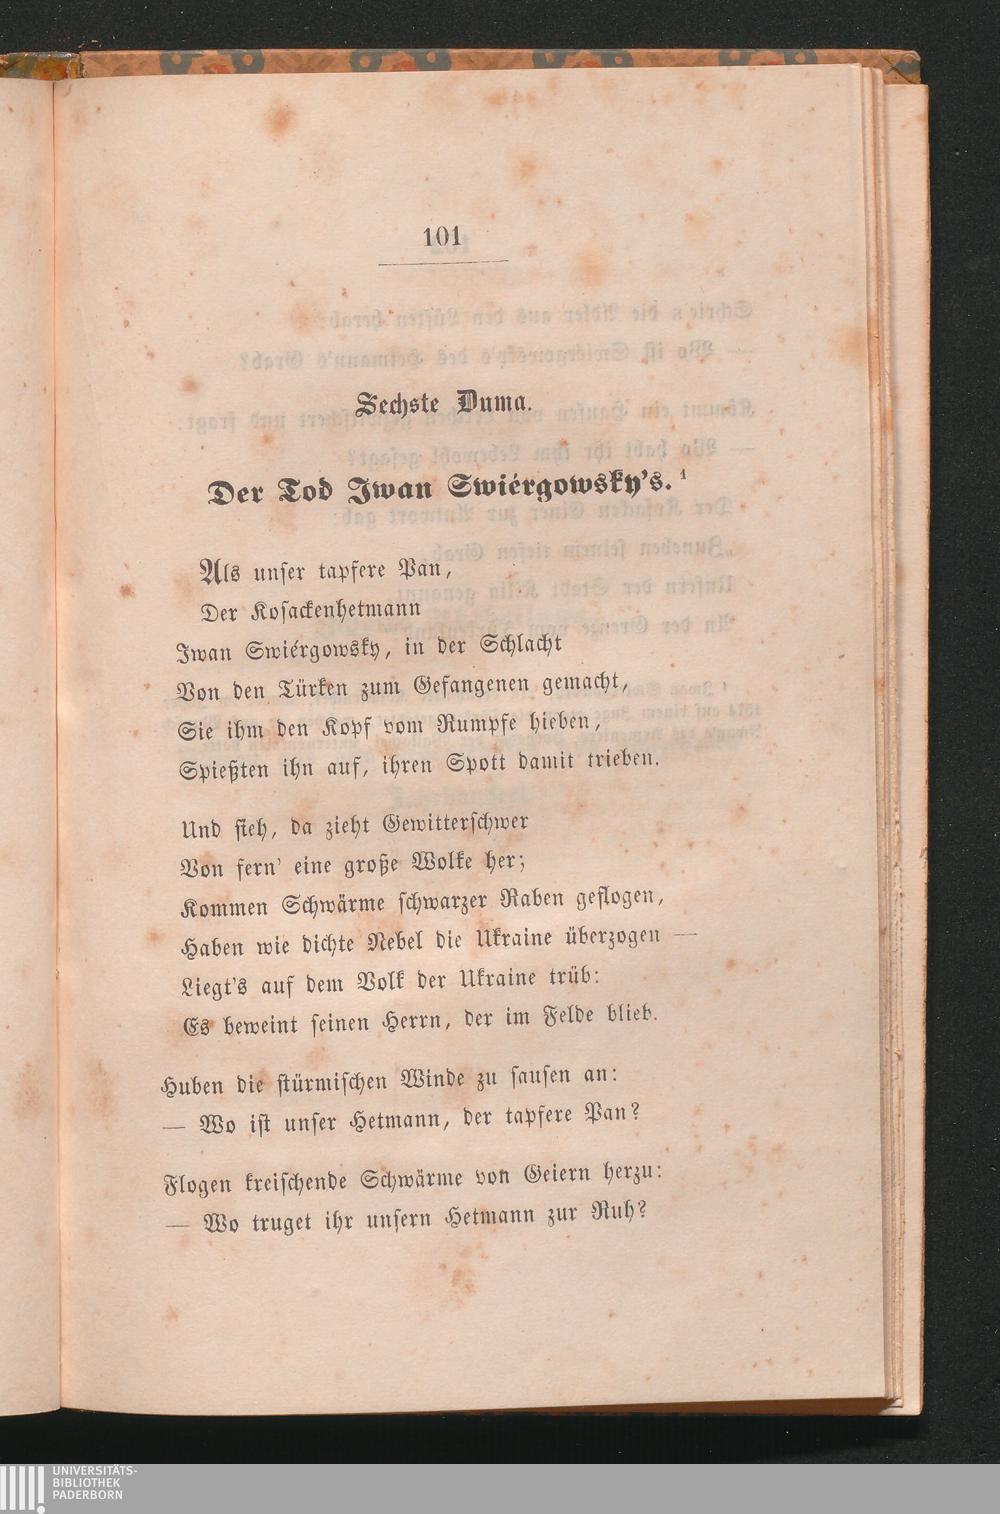 101
Sechste Duma.
Der Tod Iwan Swiérgowsky's. ¹
Als unser tapfere Pan,
Der Kosackenhetmann
Iwan Swiérgowsky, in der Schlacht
Von den Türken zum Gefangenen gemacht,
Sie ihm den Kopf vom Rumpfe hieben,
Spießten ihn auf, ihren Spott damit trieben.
Und sieh, da zieht Gewitterschwer
Von fern' eine große Wolke her;
Kommen Schwärme schwarzer Raben geflogen,
Haben wie dichte Nebel die Ukraine überzogen —
Liegt's auf dem Volk der Ukraine trüb:
Es beweint seinen Herrn, der im Felde blieb.
Huben die stürmischen Winde zu sausen an:
— Wo ist unser Hetmann, der tapfere Pan?
Flogen kreischende Schwärme von Geiern herzu:
— Wo truget ihr unsern Hetmann zur Ruh?
UNIVERSITÄTS-
BIBLIOTHEK
PADERBORN